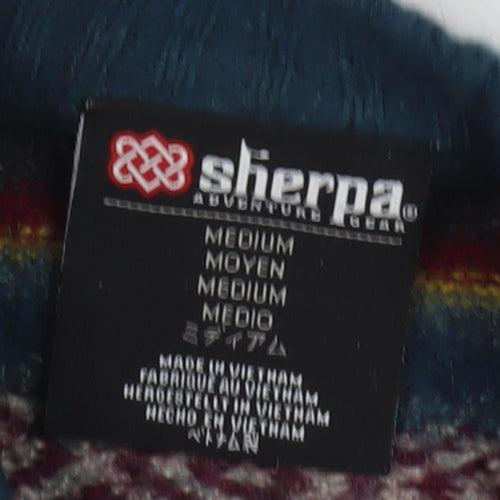 sherpa®
ADVENTURE GEAR
MEDIUM
MOYEN
MEDIUM
MEDIO
ミディアム
MADE IN VIETNAM
FABRIQUE AU VIETNAM
HERGESTELLT IN VIETNAM
HECHO EN VIETNAM
ベトナム製